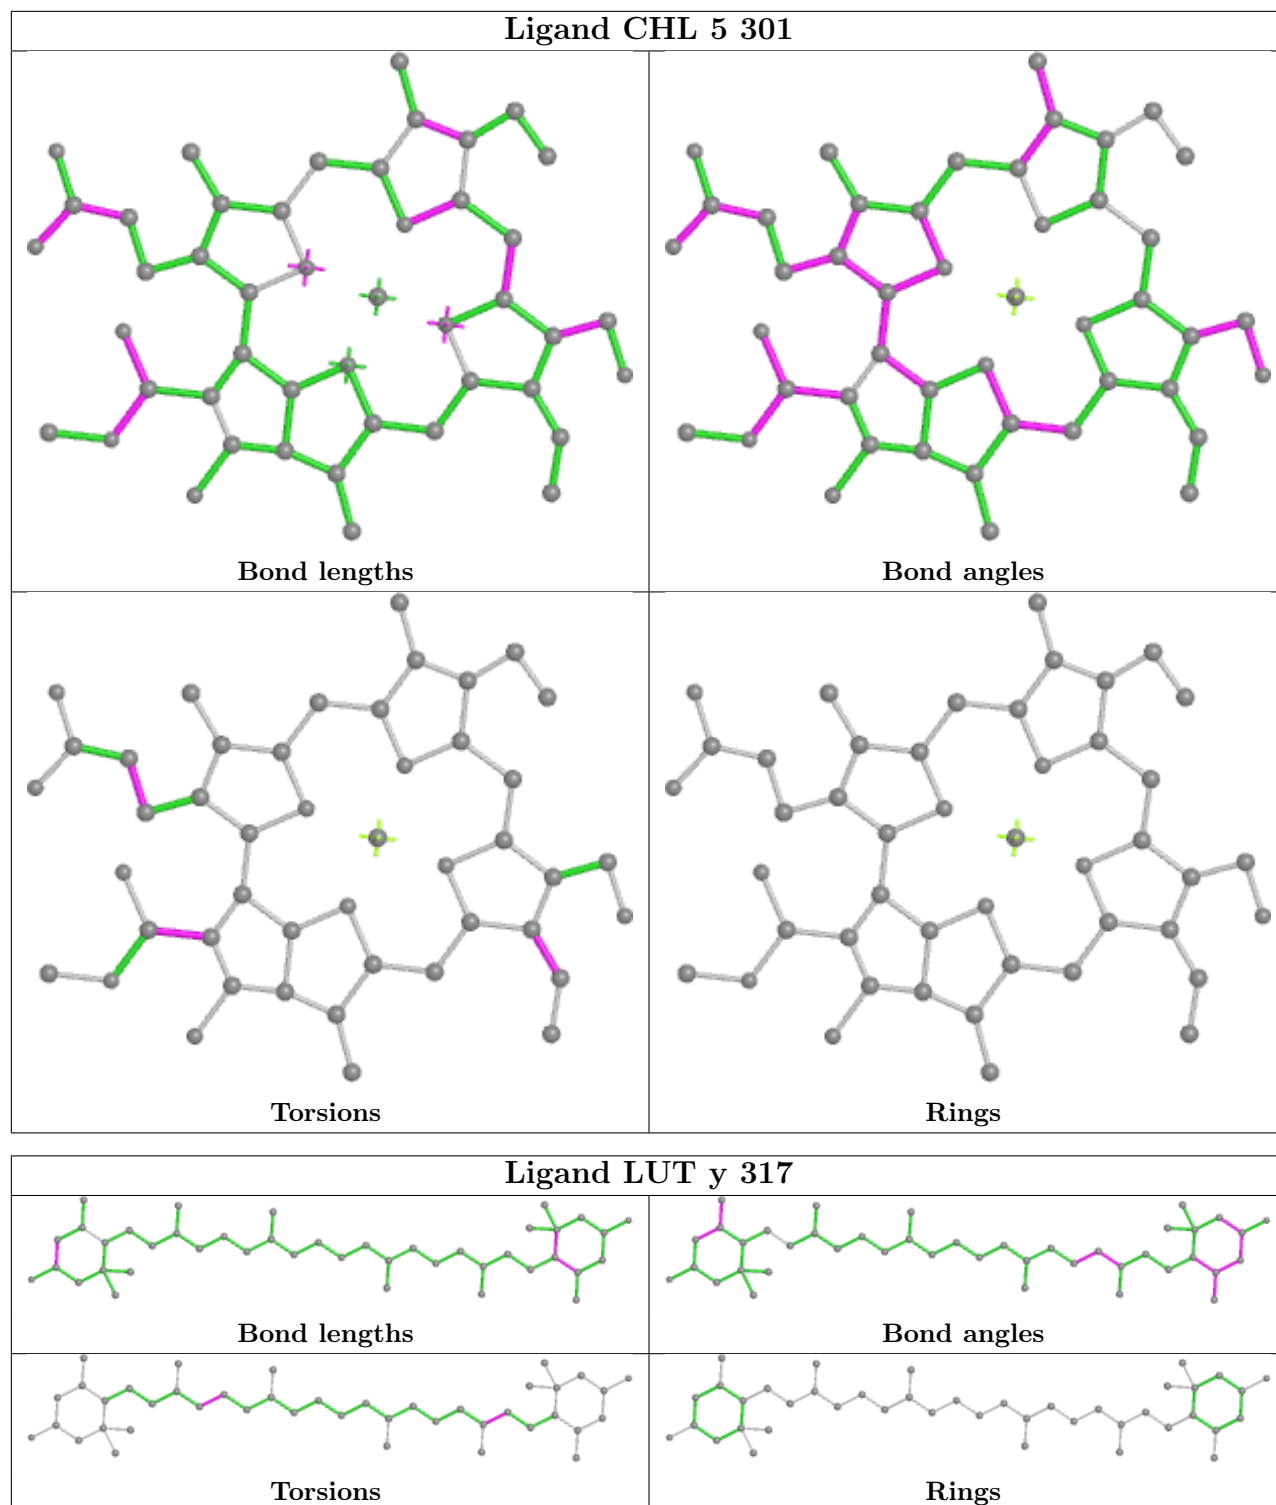 Ligand CHL 5 301
Bond lengths
Bond angles
Torsions
Rings
Ligand LUT y 317
Bond lengths
Bond angles
Torsions
Rings